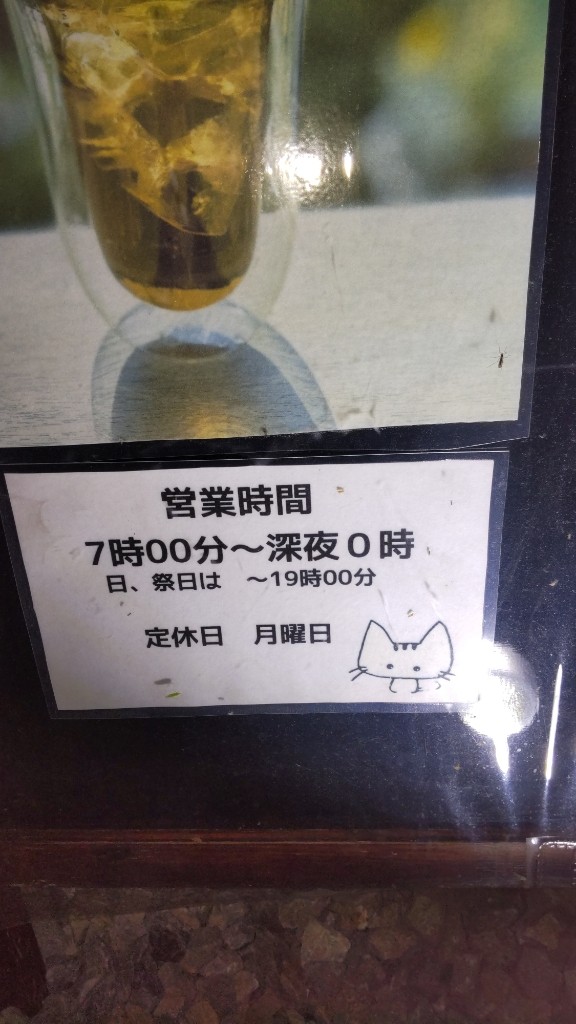 営業時間
7時00分～深夜０時
日、祭日は　～19時00分
定休日　月曜日